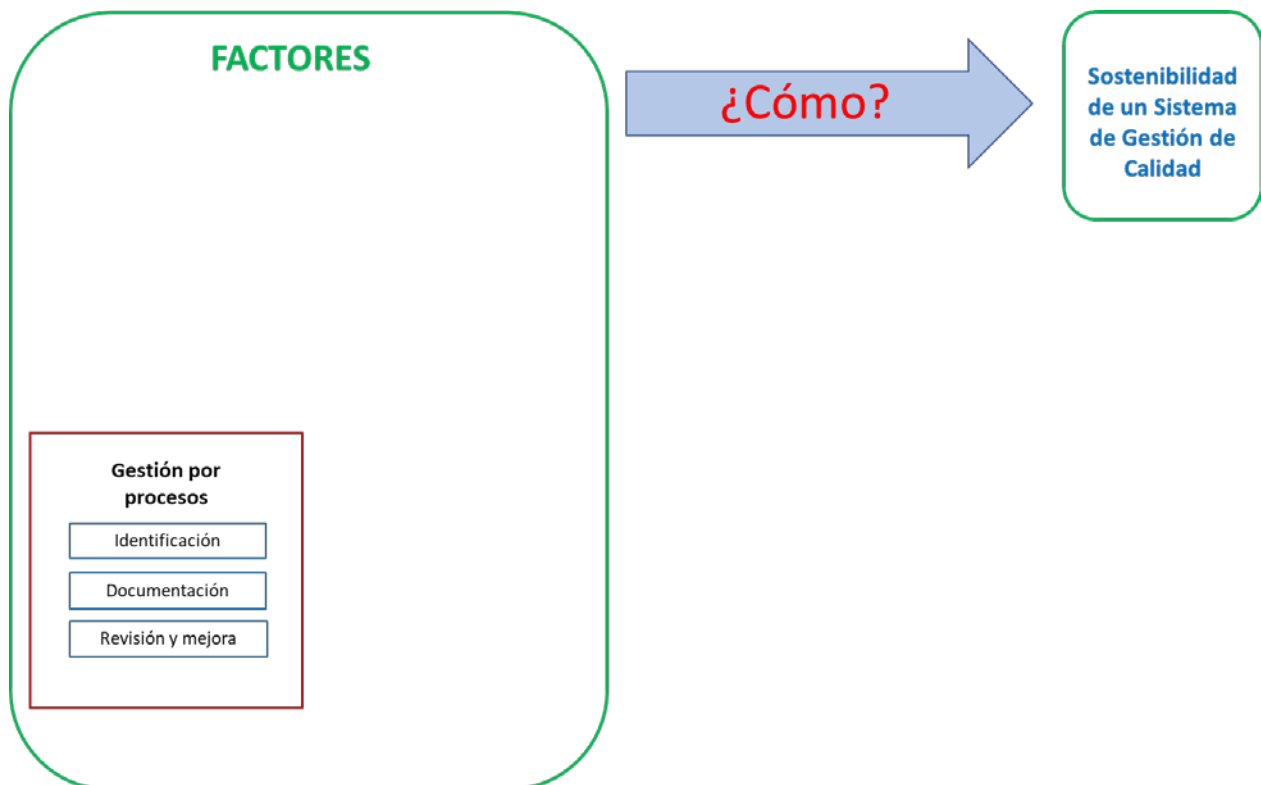 FACTORES
¿Cómo?
Sostenibilidad
de un Sistema
de Gestión de
Calidad
Gestión por
procesos
Identificación
Documentación
Revisión y mejora